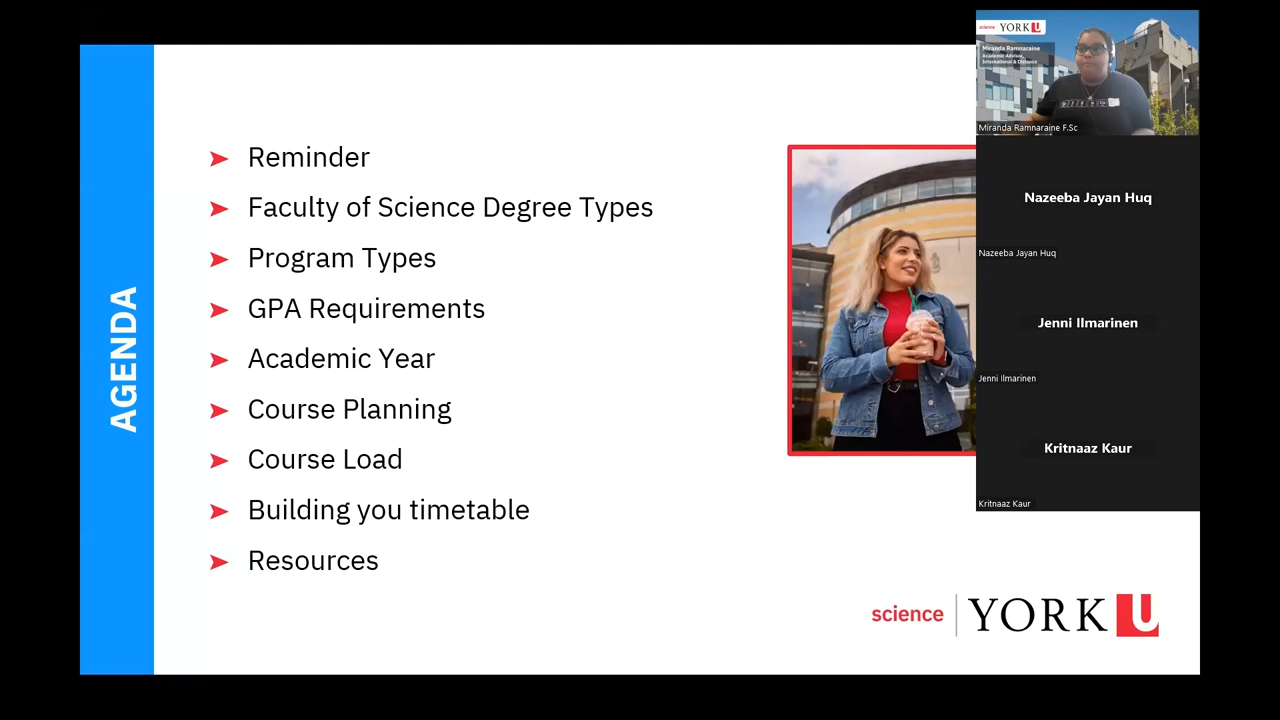 AGENDA
Reminder
Faculty of Science Degree Types
Program Types
GPA Requirements
Academic Year
Course Planning
Course Load
Building you timetable
Resources
science YORK U
science YORK U
Miranda Ramnaraine
Academic Advisor,
International & Distance
Miranda Ramnaraine F.Sc
Nazeeba Jayan Huq
Nazeeba Jayan Huq
Jenni Ilmarinen
Jenni Ilmarinen
Kritnaaz Kaur
Kritnaaz Kaur